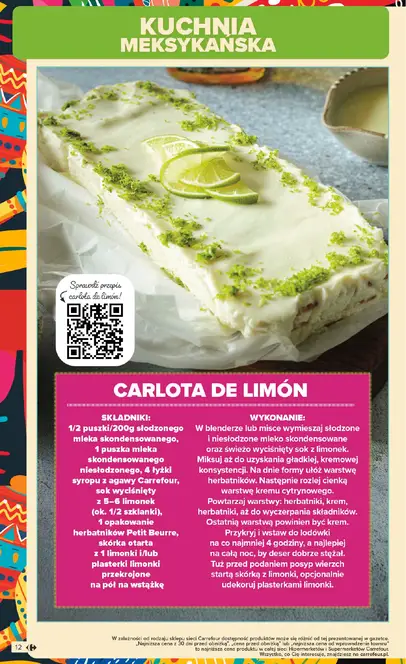 KUCHNIA
MEKSYKAŃSKA
Sprawdź przepis
carlota de limón!
CARLOTA DE LIMÓN
SKŁADNIKI:
1/2 puszki/200g słodzonego
mleka skondensowanego,
1 puszka mleka
skondensowanego
niesłodzonego, 4 łyżki
syropu z agawy Carrefour,
sok wyciśnięty
z 5–6 limonek
(ok. 1/2 szklanki),
1 opakowanie
herbatników Petit Beurre,
skórka otarta
z 1 limonki i/lub
plasterki limonki
przekrojone
na pół na wstążkę
WYKONANIE:
W blenderze lub misce wymieszaj słodzone
i niesłodzone mleko skondensowane
oraz świeżo wyciśnięty sok z limonek.
Miksuj aż do uzyskania gładkiej, kremowej
konsystencji. Na dnie formy ułóż warstwę
herbatników. Następnie rozlej cienką
warstwę kremu cytrynowego.
Powtarzaj warstwy: herbatniki, krem,
herbatniki, aż do wyczerpania składników.
Ostatnią warstwą powinien być krem.
Przykryj i wstaw do lodówki
na co najmniej 4 godziny, a najlepiej
na całą noc, by deser dobrze stężał.
Tuż przed podaniem posyp wierzch
startą skórką z limonki, opcjonalnie
udekoruj plasterkami limonki.
12
W zależności od rodzaju sklepu sieci Carrefour dostępność produktów może się różnić od tej prezentowanej w gazetce.
„Najniższa cena z 30 dni przed obniżką", „cena przed obniżką" lub „najniższa cena od wprowadzenia towaru"
to najniższa cena produktu w całej sieci Hipermarketów i Supermarketów Carrefour.
Wszystko, co Cię interesuje, znajdziesz na carrefour.pl.